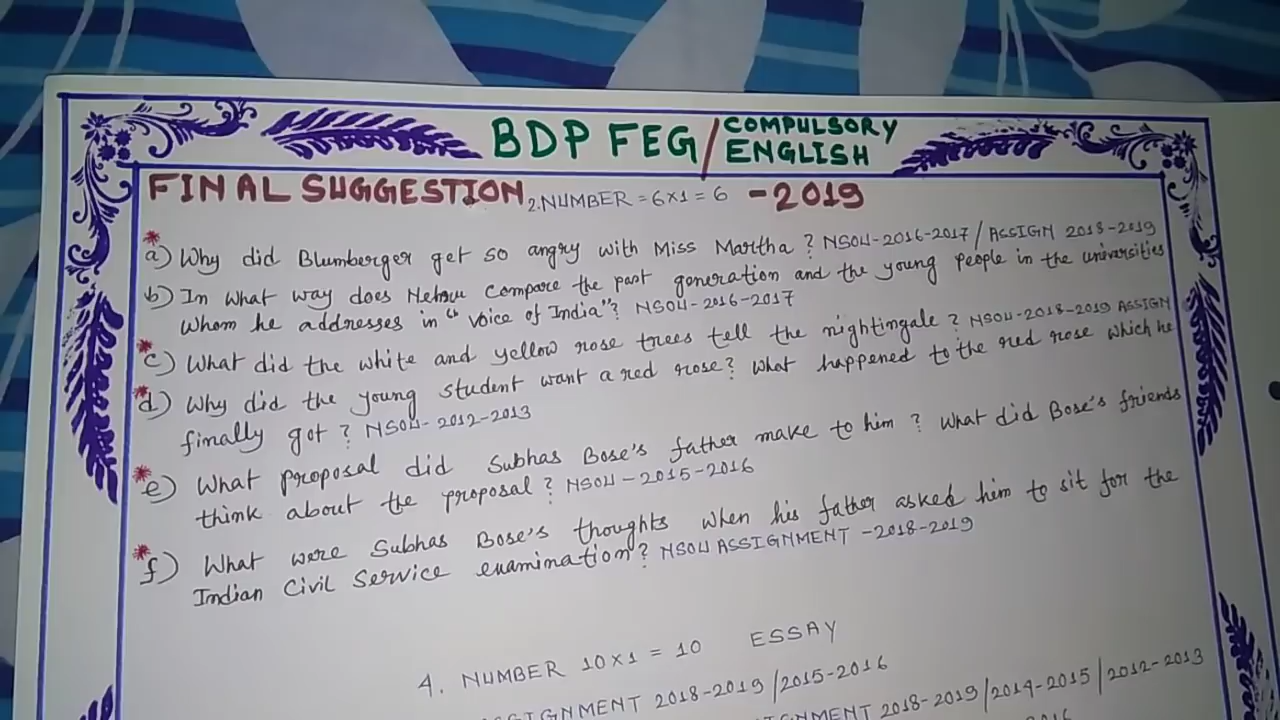 BDP FEG/COMPULSORY ENGLISH
FINAL SUGGESTION 2. NUMBER = 6x1 = 6 - 2019
* a) Why did Blumberger get so angry with Miss Martha? NSOU-2016-2017/ASSIGN 2018-2019
b) In what way does Nehru compare the past generation and the young people in the universities
whom he addresses in "Voice of India"? NSOU-2016-2017
* c) What did the white and yellow rose trees tell the nightingale? NSOU-2018-2019 ASSIGN
* d) Why did the young student want a red rose? What happened to the red rose which he
finally got? NSOU-2012-2013
* e) What proposal did Subhas Bose's father make to him? What did Bose's friends
think about the proposal? NSOU-2015-2016
* f) What were Subhas Bose's thoughts when his father asked him to sit for the
Indian Civil Service examination? NSOU ASSIGNMENT-2018-2019
4. NUMBER 10x1 = 10 ESSAY
ASSIGNMENT 2018-2019/2015-2016
2018-2019/2014-2015/2012-2013